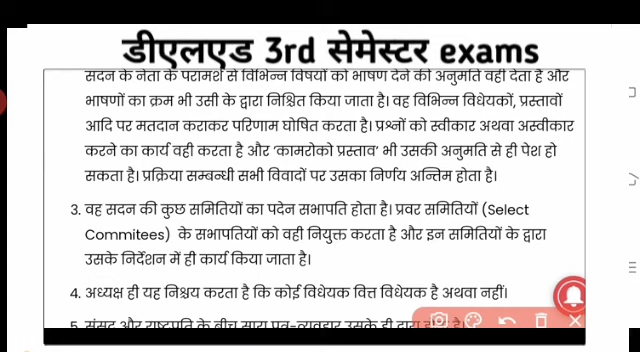 डीएलएड 3rd सेमेस्टर exams
सदन के नेता के परामर्श से विभिन्न विषयों को भाषण देने की अनुमति वही देता है और
भाषणों का क्रम भी उसी के द्वारा निश्चित किया जाता है। वह विभिन्न विधेयकों, प्रस्तावों
आदि पर मतदान कराकर परिणाम घोषित करता है। प्रश्नों को स्वीकार अथवा अस्वीकार
करने का कार्य वही करता है और 'कामरोको प्रस्ताव' भी उसकी अनुमति से ही पेश हो
सकता है। प्रक्रिया सम्बन्धी सभी विवादों पर उसका निर्णय अन्तिम होता है।
3. वह सदन की कुछ समितियों का पदेन सभापति होता है। प्रवर समितियों (Select
Commitees) के सभापतियों को वही नियुक्त करता है और इन समितियों के द्वारा
उसके निर्देशन में ही कार्य किया जाता है।
4. अध्यक्ष ही यह निश्चय करता है कि कोई विधेयक वित्त विधेयक है अथवा नहीं।
5. संसद और राष्ट्रपति के बीच सारा पत्र-व्यवहार उसके ही द्वारा होता है।